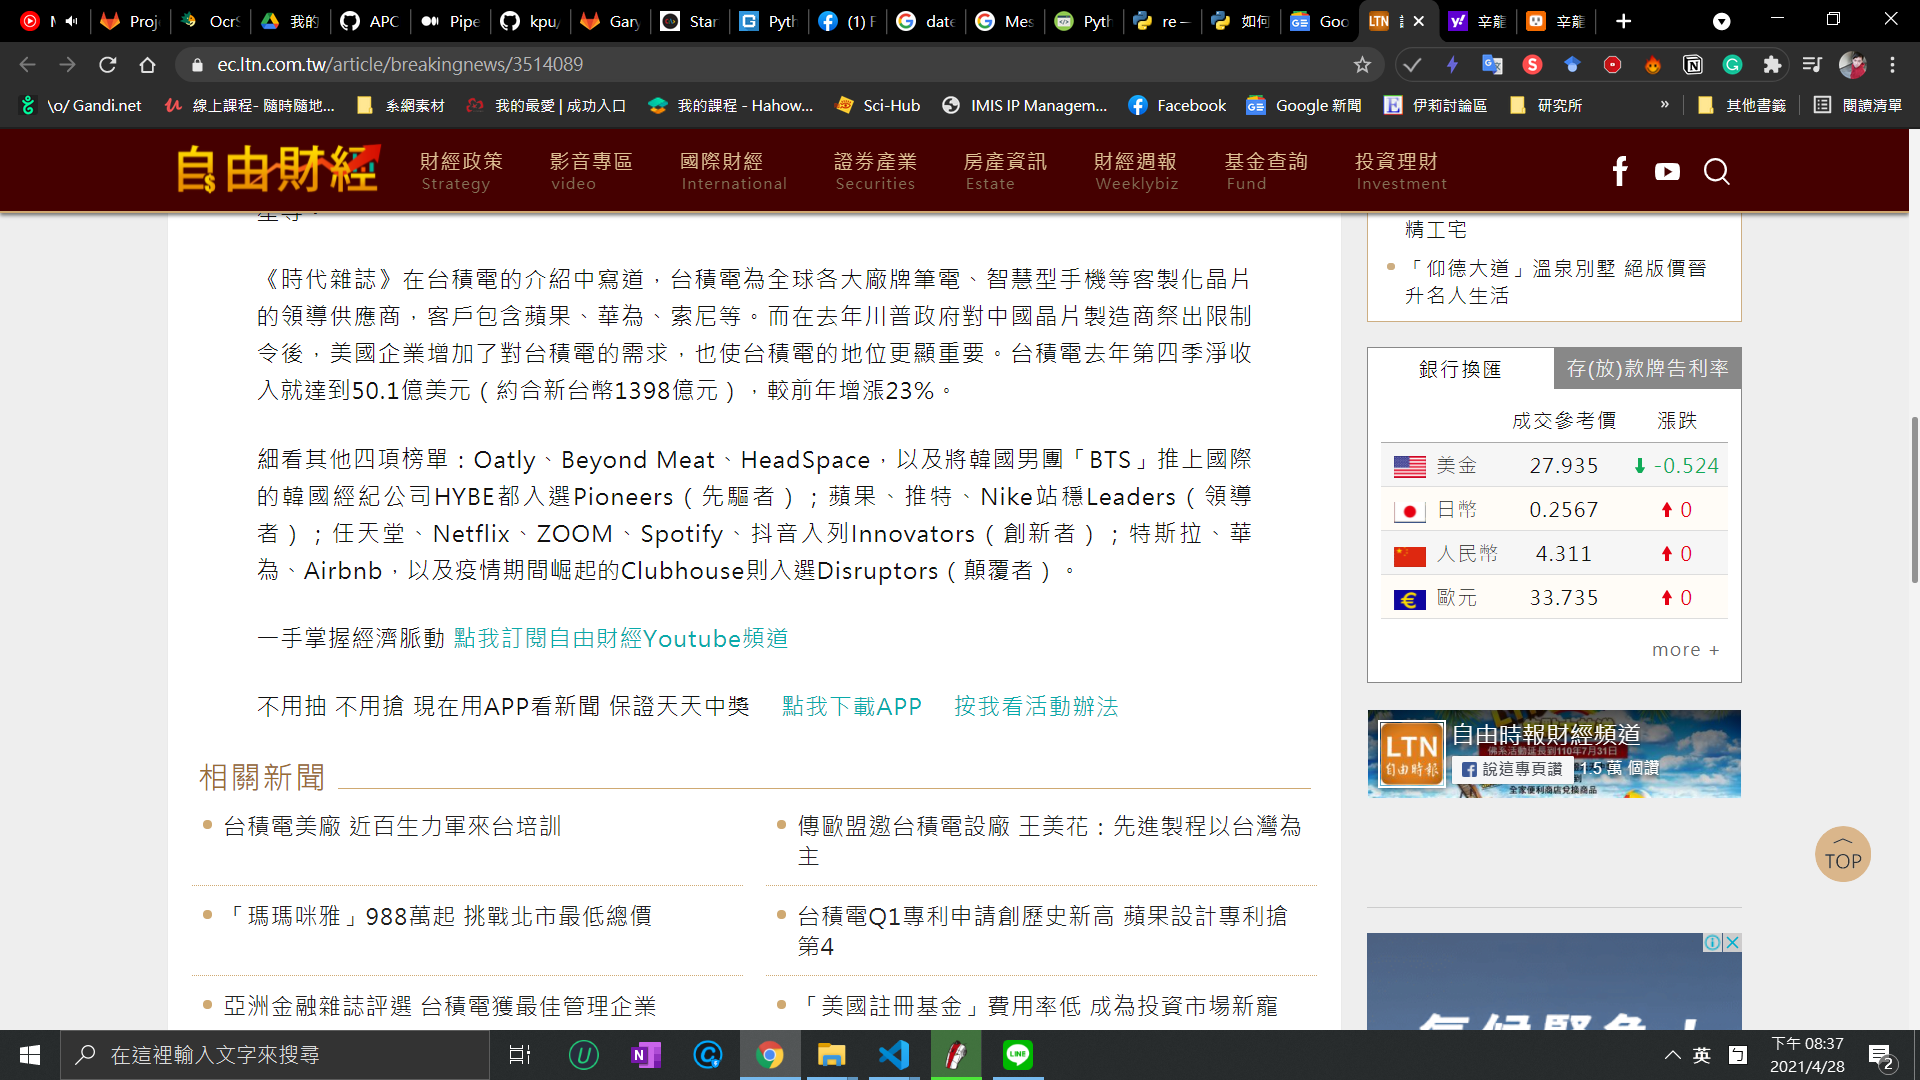 Proj
OcrS
我的
APC
Pipe
kpu,
Gary
Star
Pyth
(1) F
date
Mes
Pyth
re —
如何
Goo
辛龍
辛龍
ec.ltn.com.tw/article/breakingnews/3514089
\o/ Gandi.net
線上課程- 隨時隨地...
系網素材
我的最愛 | 成功入口
我的課程 - Hahow...
Sci-Hub
IMIS IP Managem...
Facebook
Google 新聞
伊莉討論區
研究所
»
其他書籤
閱讀清單
自由財經
財經政策
Strategy
影音專區
video
國際財經
International
證券產業
Securities
房產資訊
Estate
財經週報
Weeklybiz
基金查詢
Fund
投資理財
Investment
《時代雜誌》在台積電的介紹中寫道，台積電為全球各大廠牌筆電、智慧型手機等客製化晶片
的領導供應商，客戶包含蘋果、華為、索尼等。而在去年川普政府對中國晶片製造商祭出限制
令後，美國企業增加了對台積電的需求，也使台積電的地位更顯重要。台積電去年第四季淨收
入就達到50.1億美元（約合新台幣1398億元），較前年增漲23%。
細看其他四項榜單：Oatly、Beyond Meat、HeadSpace，以及將韓國男團「BTS」推上國際
的韓國經紀公司HYBE都入選Pioneers（先驅者）；蘋果、推特、Nike站穩Leaders（領導
者）；任天堂、Netflix、ZOOM、Spotify、抖音入列Innovators（創新者）；特斯拉、華
為、Airbnb，以及疫情期間崛起的Clubhouse則入選Disruptors（顛覆者）。
一手掌握經濟脈動 點我訂閱自由財經Youtube頻道
不用抽 不用搶 現在用APP看新聞 保證天天中獎 點我下載APP 按我看活動辦法
相關新聞
台積電美廠 近百生力軍來台培訓
傳歐盟邀台積電設廠 王美花：先進製程以台灣為
主
「瑪瑪咪雅」988萬起 挑戰北市最低總價
台積電Q1專利申請創歷史新高 蘋果設計專利搶
第4
亞洲金融雜誌評選 台積電獲最佳管理企業
「美國註冊基金」費用率低 成為投資市場新寵
精工宅
「仰德大道」溫泉別墅 絕版價晉
升名人生活
銀行換匯
存(放)款牌告利率
成交參考價 漲跌
美金 27.935 -0.524
日幣 0.2567 0
人民幣 4.311 0
歐元 33.735 0
more +
LTN
自由時報
自由時報財經頻道
佛系活動延長到110年7月31日
說這專頁讚
1.5 萬 個讚
全家便利商店兌換商品
TOP
在這裡輸入文字來搜尋
英
下午 08:37
2021/4/28
2